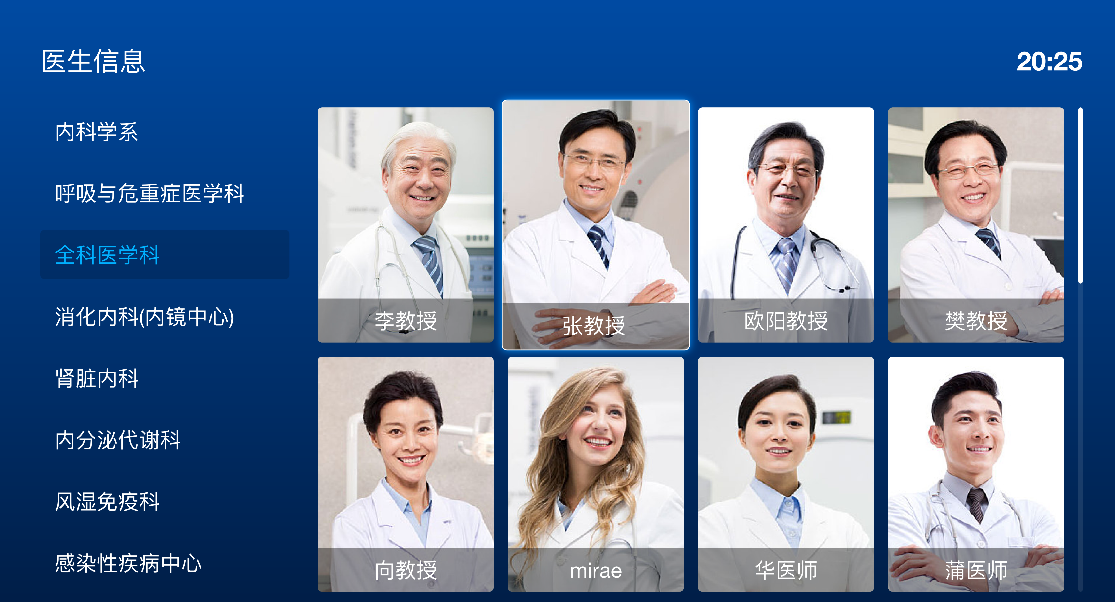 医生信息
20:25
内科学系
呼吸与危重症医学科
全科医学科
消化内科(内镜中心)
肾脏内科
内分泌代谢科
风湿免疫科
感染性疾病中心
李教授
张教授
欧阳教授
樊教授
向教授
mirae
华医师
蒲医师